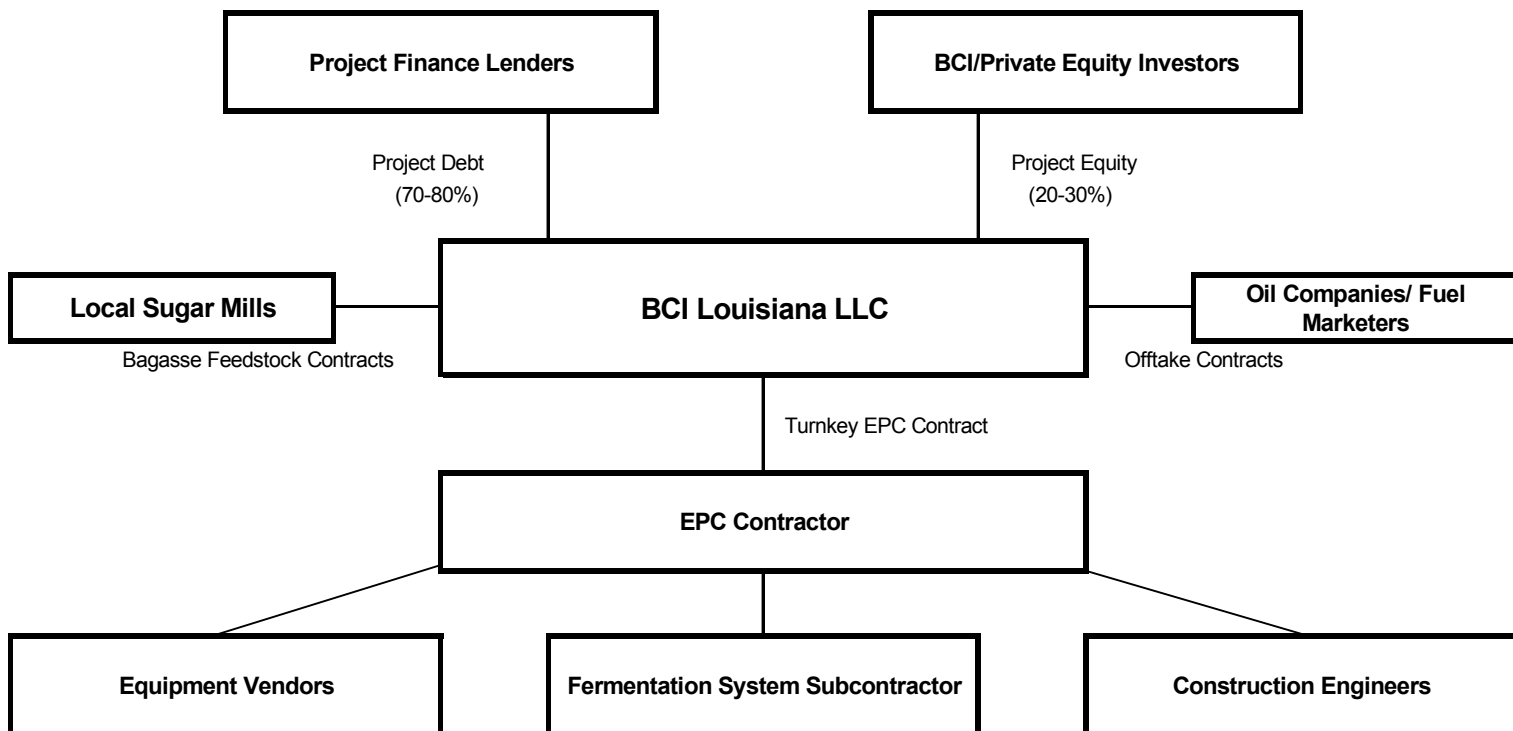 Project Finance Lenders
BCI/Private Equity Investors
Project Debt
(70-80%)
Project Equity
(20-30%)
Local Sugar Mills
BCI Louisiana LLC
Oil Companies/ Fuel
Marketers
Bagasse Feedstock Contracts
Offtake Contracts
Turnkey EPC Contract
EPC Contractor
Equipment Vendors
Fermentation System Subcontractor
Construction Engineers